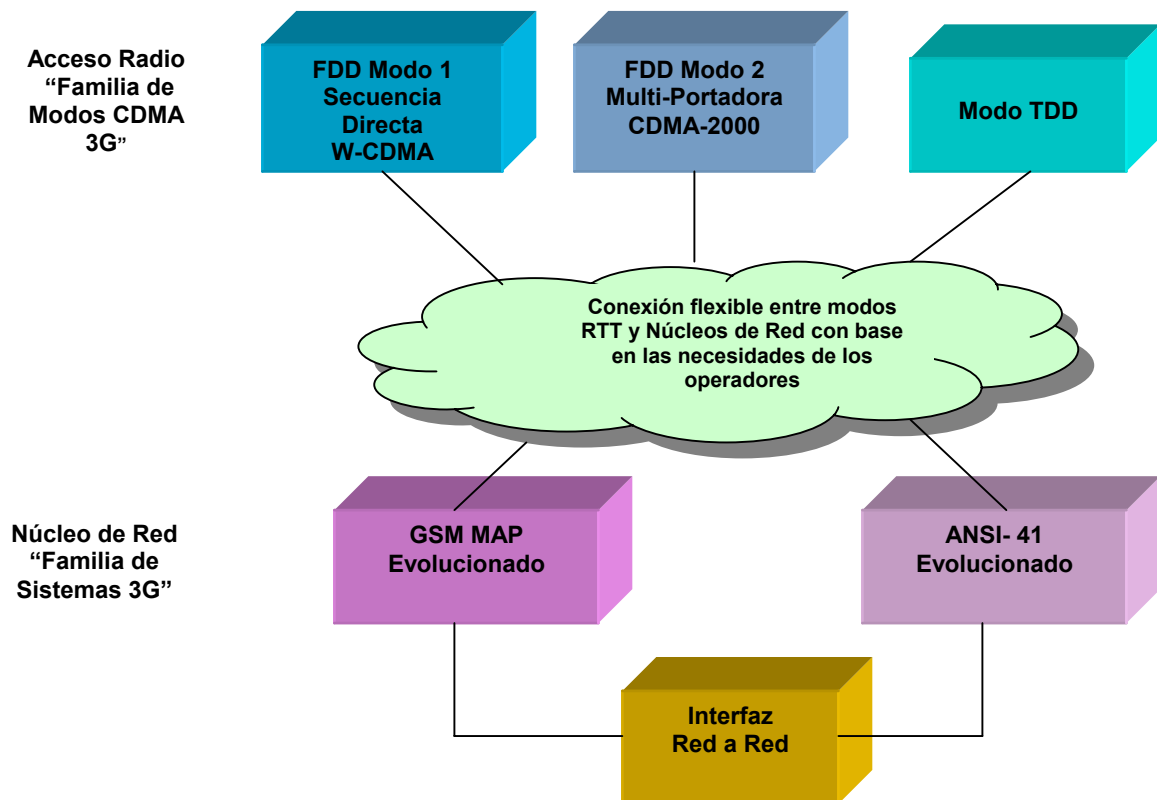 Acceso Radio
“Familia de
Modos CDMA
3G”
FDD Modo 1
Secuencia
Directa
W-CDMA
FDD Modo 2
Multi-Portadora
CDMA-2000
Modo TDD
Conexión flexible entre modos
RTT y Núcleos de Red con base
en las necesidades de los
operadores
Núcleo de Red
“Familia de
Sistemas 3G”
GSM MAP
Evolucionado
ANSI- 41
Evolucionado
Interfaz
Red a Red